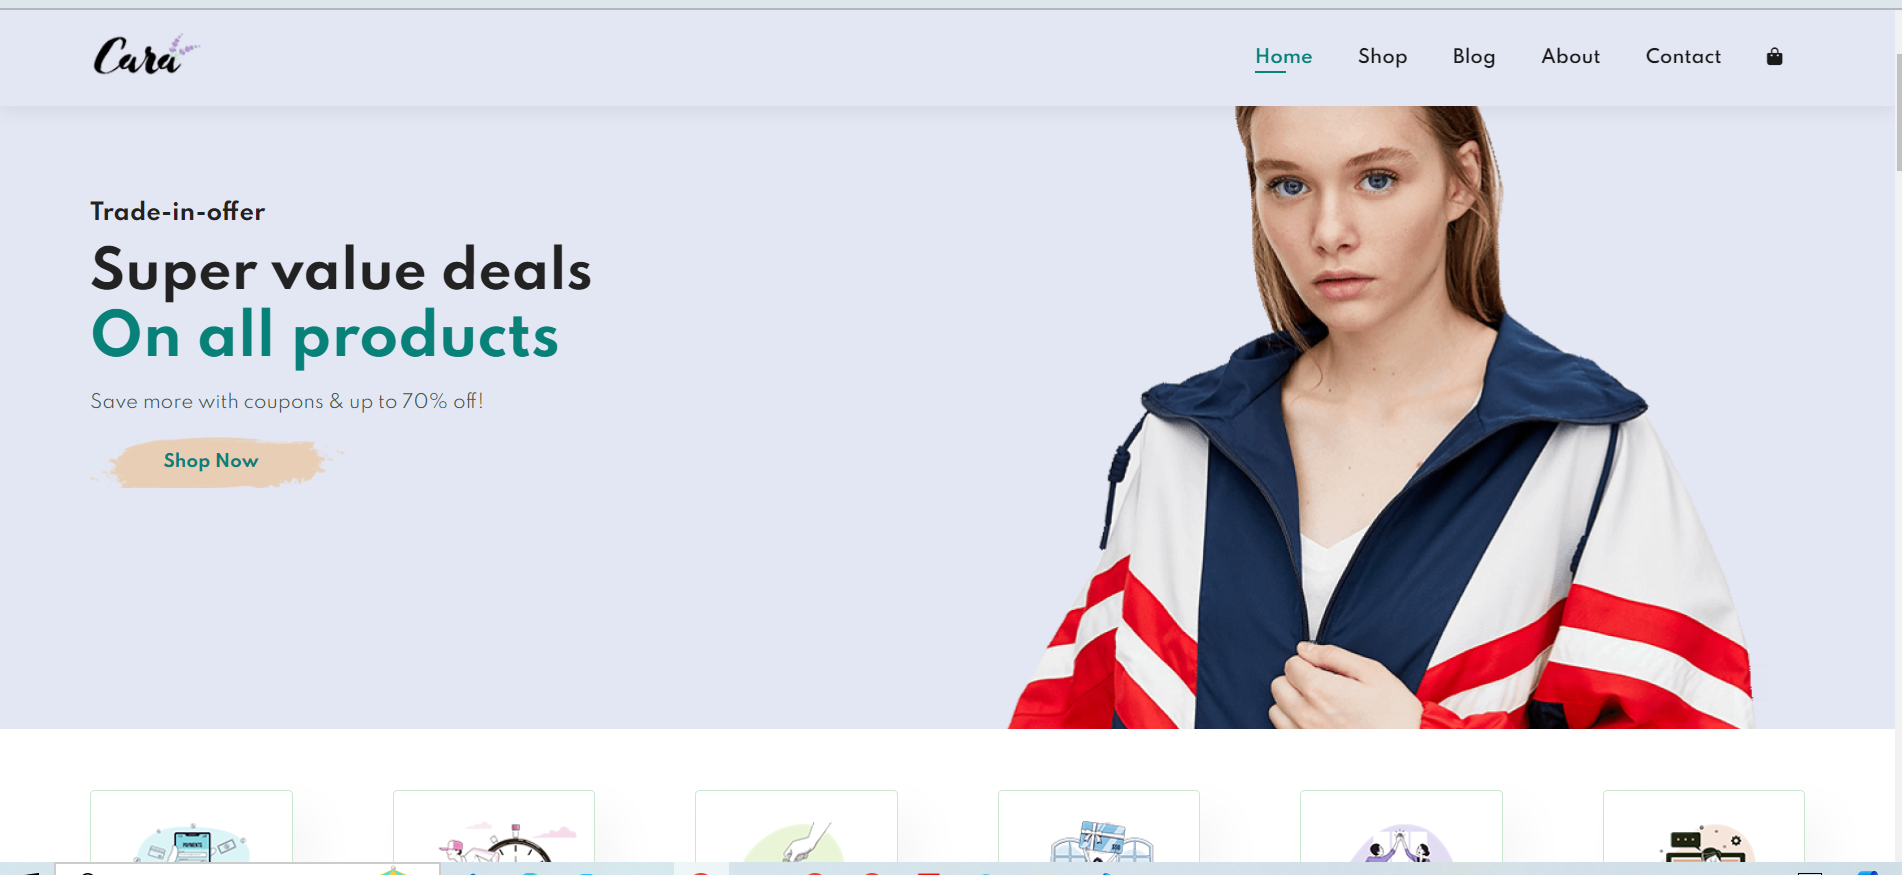 Cara
Home Shop Blog About Contact
Trade-in-offer
Super value deals
On all products
Save more with coupons & up to 70% off!
Shop Now
PAYMENTS